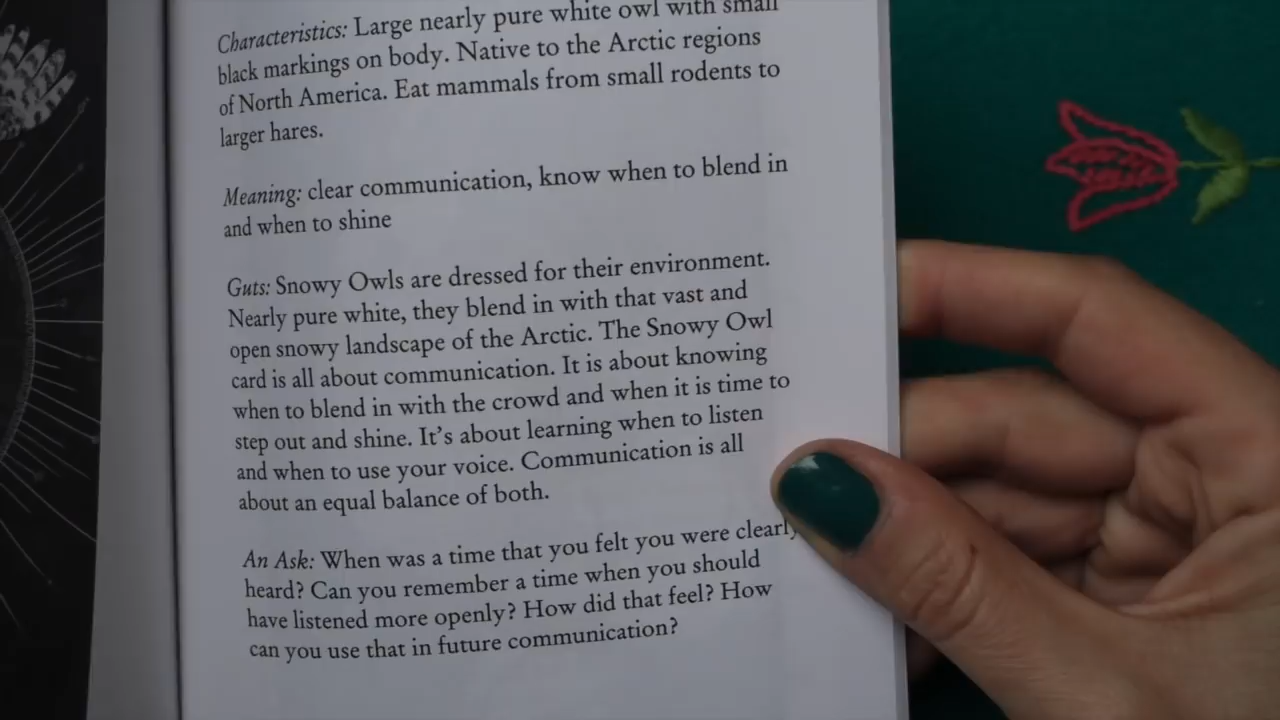 Characteristics: Large nearly pure white owl with small
black markings on body. Native to the Arctic regions
of North America. Eat mammals from small rodents to
larger hares.
Meaning: clear communication, know when to blend in
and when to shine
Guts: Snowy Owls are dressed for their environment.
Nearly pure white, they blend in with that vast and
open snowy landscape of the Arctic. The Snowy Owl
card is all about communication. It is about knowing
when to blend in with the crowd and when it is time to
step out and shine. It's about learning when to listen
and when to use your voice. Communication is all
about an equal balance of both.
An Ask: When was a time that you felt you were clearly
heard? Can you remember a time when you should
have listened more openly? How did that feel? How
can you use that in future communication?